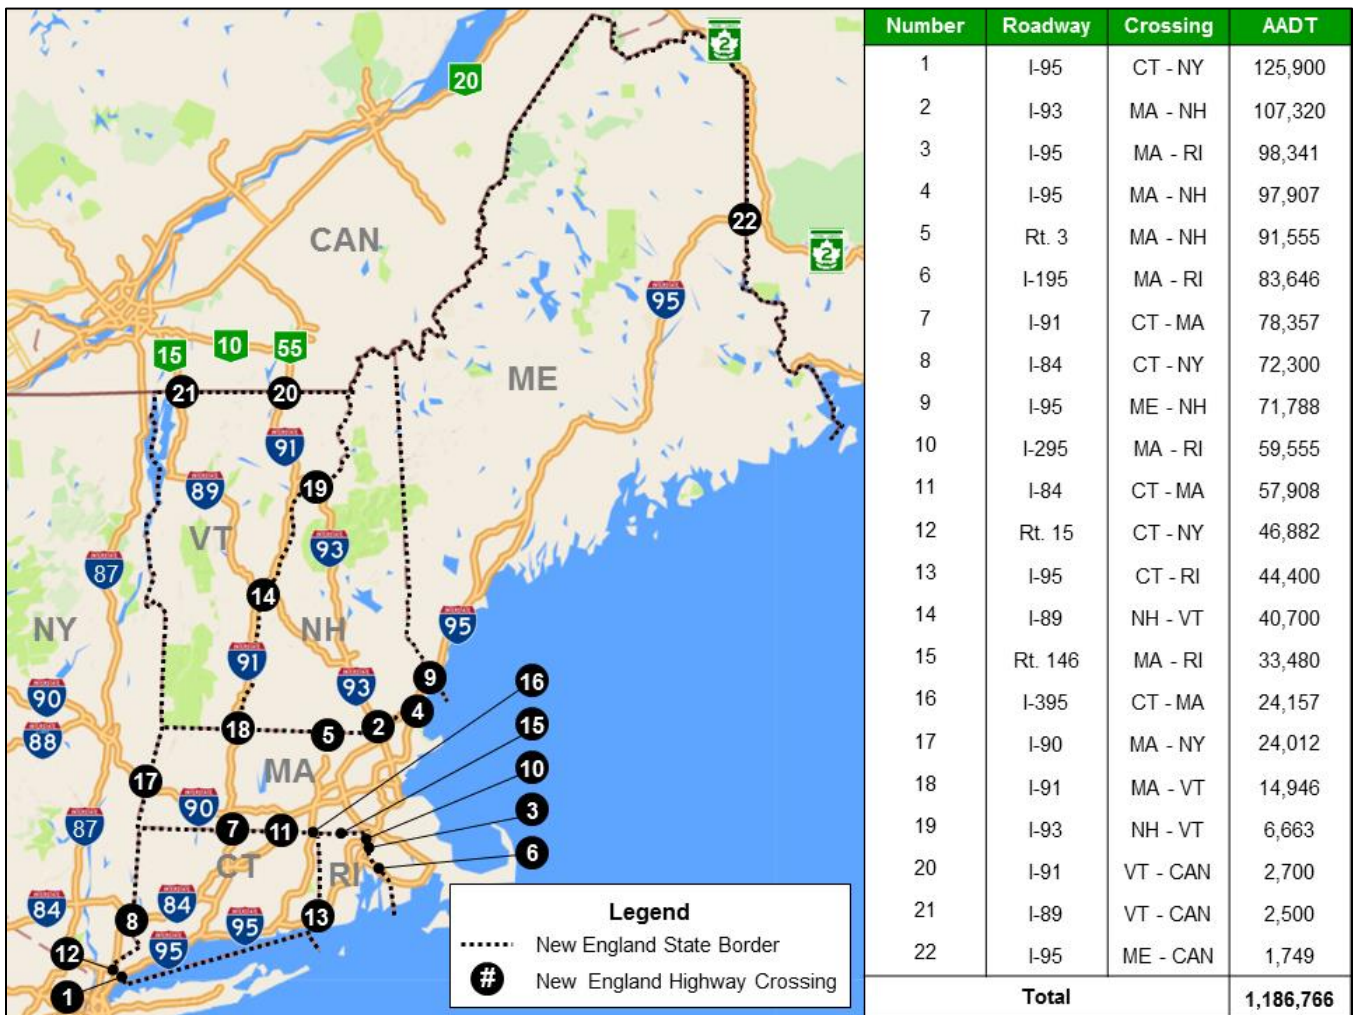 20
2
CAN
22
2
95
15
10
55
ME
21
20
91
89
19
VT
93
87
14
NY
NH
95
91
93
9
16
90
4
88
18
5
2
15
MA
17
10
90
3
87
7
11
CT
RI
6
84
84
8
95
13
12
95
1
Legend
New England State Border
# New England Highway Crossing
Number Roadway Crossing AADT
1 I-95 CT - NY 125,900
2 I-93 MA - NH 107,320
3 I-95 MA - RI 98,341
4 I-95 MA - NH 97,907
5 Rt. 3 MA - NH 91,555
6 I-195 MA - RI 83,646
7 I-91 CT - MA 78,357
8 I-84 CT - NY 72,300
9 I-95 ME - NH 71,788
10 I-295 MA - RI 59,555
11 I-84 CT - MA 57,908
12 Rt. 15 CT - NY 46,882
13 I-95 CT - RI 44,400
14 I-89 NH - VT 40,700
15 Rt. 146 MA - RI 33,480
16 I-395 CT - MA 24,157
17 I-90 MA - NY 24,012
18 I-91 MA - VT 14,946
19 I-93 NH - VT 6,663
20 I-91 VT - CAN 2,700
21 I-89 VT - CAN 2,500
22 I-95 ME - CAN 1,749
Total 1,186,766